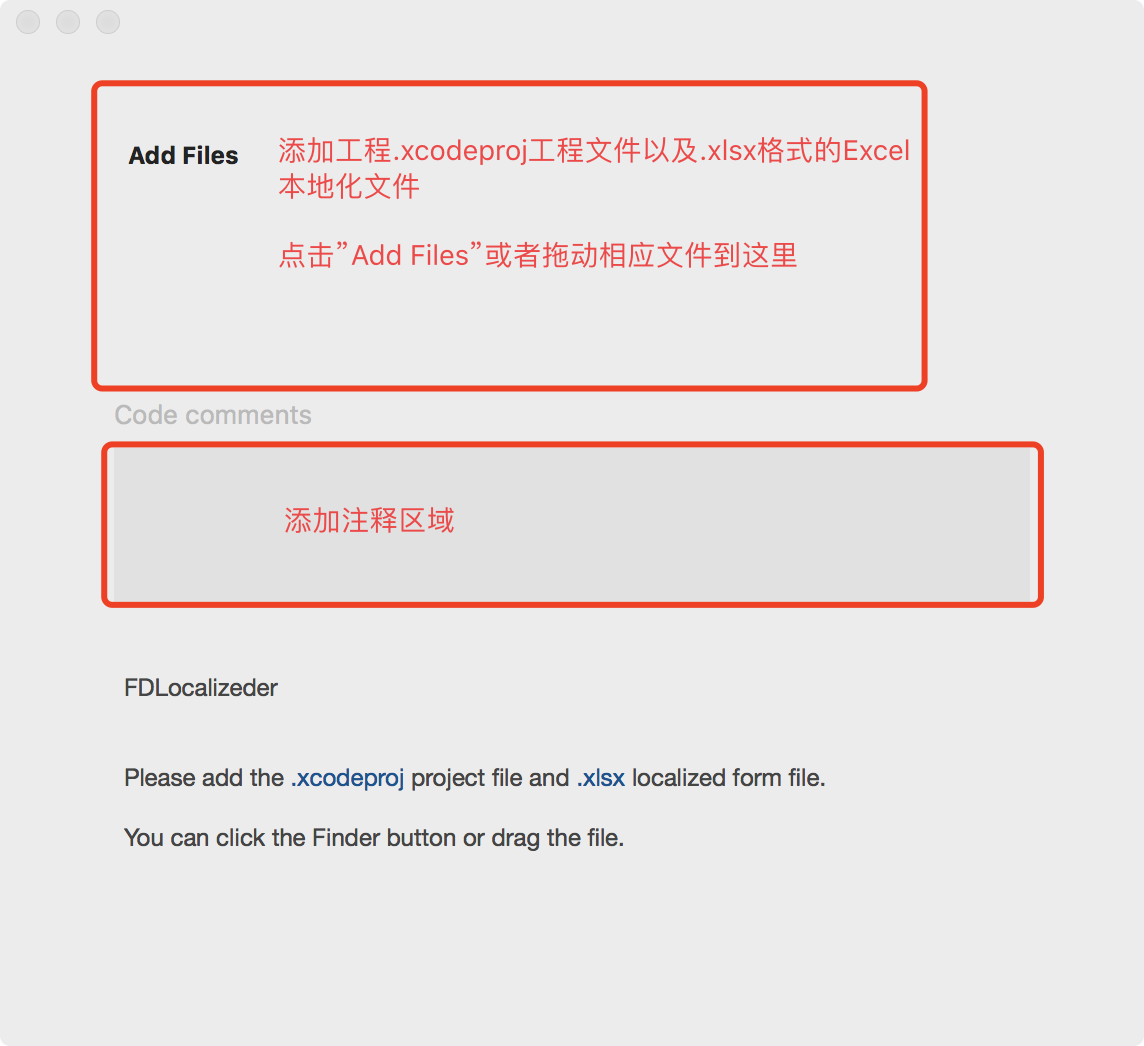 Add Files
添加工程.xcodeproj工程文件以及.xlsx格式的Excel
本地化文件
点击”Add Files”或者拖动相应文件到这里
Code comments
添加注释区域
FDLocalizeder
Please add the .xcodeproj project file and .xlsx localized form file.
You can click the Finder button or drag the file.